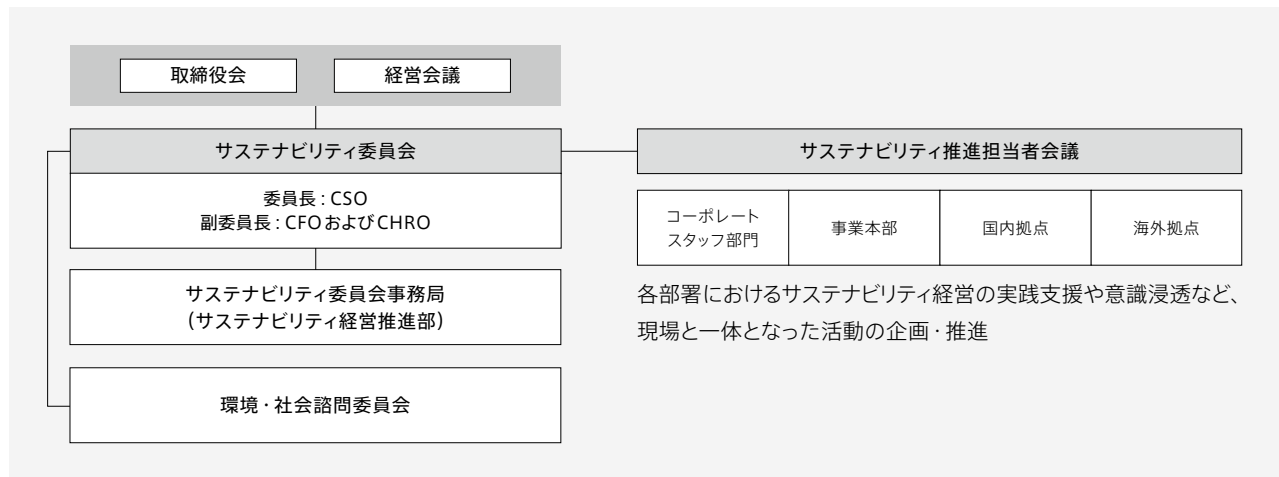 取締役会
経営会議
サステナビリティ委員会
委員長：CSO
副委員長：CFOおよびCHRO
サステナビリティ委員会事務局
（サステナビリティ経営推進部）
環境・社会諮問委員会
サステナビリティ推進担当者会議
コーポレート
スタッフ部門
事業本部
国内拠点
海外拠点
各部署におけるサステナビリティ経営の実践支援や意識浸透など、
現場と一体となった活動の企画・推進